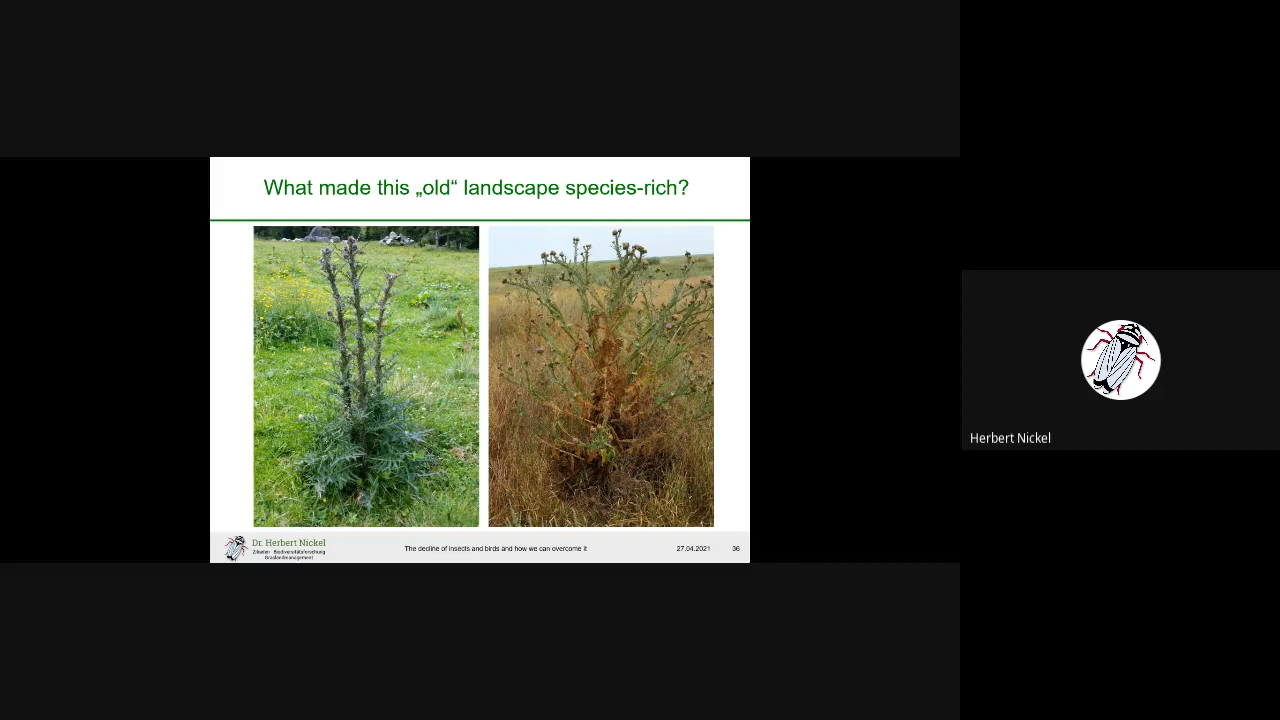 What made this „old“ landscape species-rich?
Dr. Herbert Nickel
Zikaden Biodiversitätsforschung
Graslandmanagement
The decline of insects and birds and how we can overcome it
27.04.2021
36
Herbert Nickel